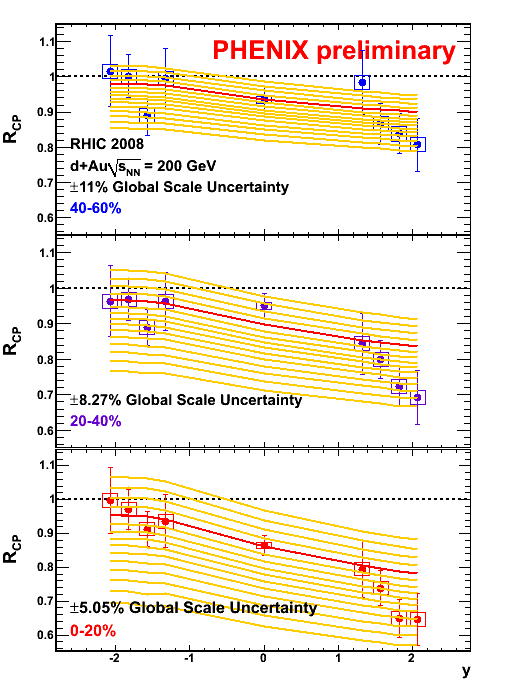 PHENIX preliminary
1.1
1
0.9
0.8
0.7
0.6
R_CP
RHIC 2008
d+Au√s_NN = 200 GeV
±11% Global Scale Uncertainty
40-60%
1.1
1
0.9
0.8
0.7
0.6
R_CP
±8.27% Global Scale Uncertainty
20-40%
1.1
1
0.9
0.8
0.7
0.6
R_CP
±5.05% Global Scale Uncertainty
0-20%
-2 -1 0 1 2
y